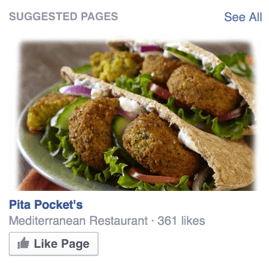 SUGGESTED PAGES See All
Pita Pocket's
Mediterranean Restaurant · 361 likes
Like Page